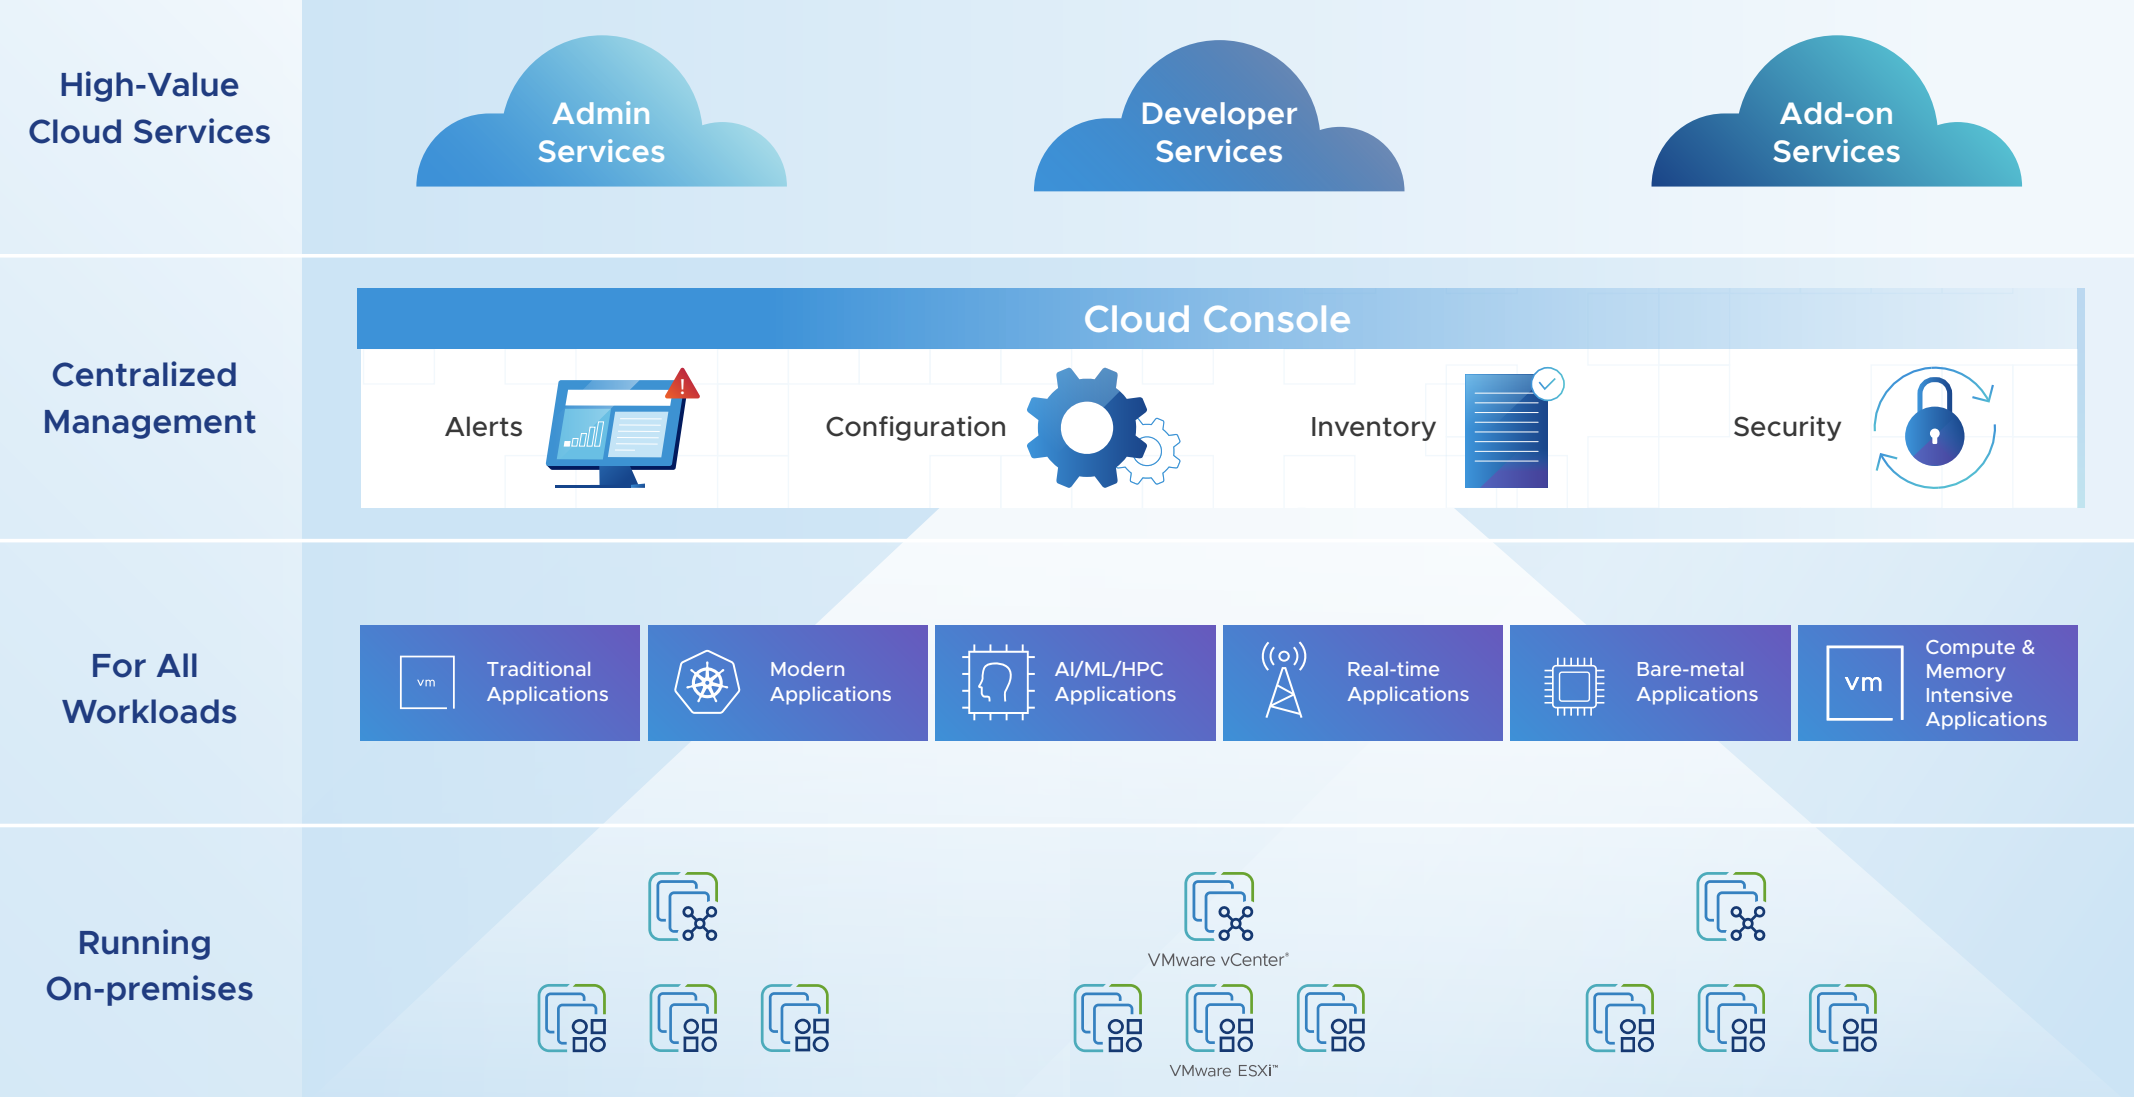 High-Value
Cloud Services
Admin
Services
Developer
Services
Add-on
Services
Centralized
Management
Cloud Console
Alerts
!
Configuration
Inventory
Security
For All
Workloads
vm
Traditional
Applications
Modern
Applications
AI/ML/HPC
Applications
Real-time
Applications
Bare-metal
Applications
vm
Compute &
Memory
Intensive
Applications
Running
On-premises
VMware vCenter®
VMware ESXi™